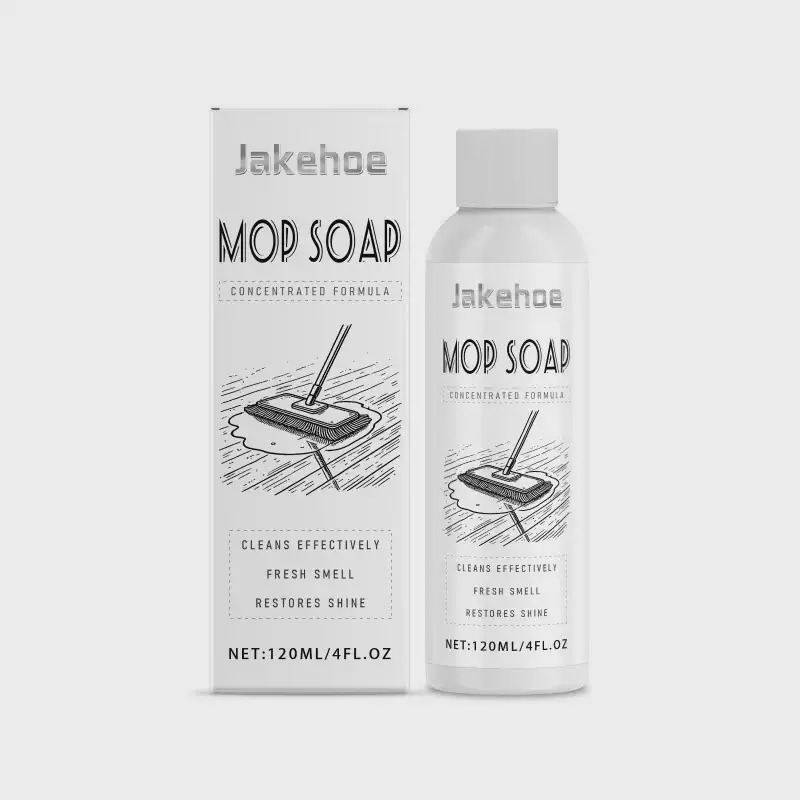 Jakehoe
MOP SOAP
CONCENTRATED FORMULA
CLEANS EFFECTIVELY
FRESH SMELL
RESTORES SHINE
NET:120ML/4FL.OZ
Jakehoe
MOP SOAP
CONCENTRATED FORMULA
CLEANS EFFECTIVELY
FRESH SMELL
RESTORES SHINE
NET:120ML/4FL.OZ